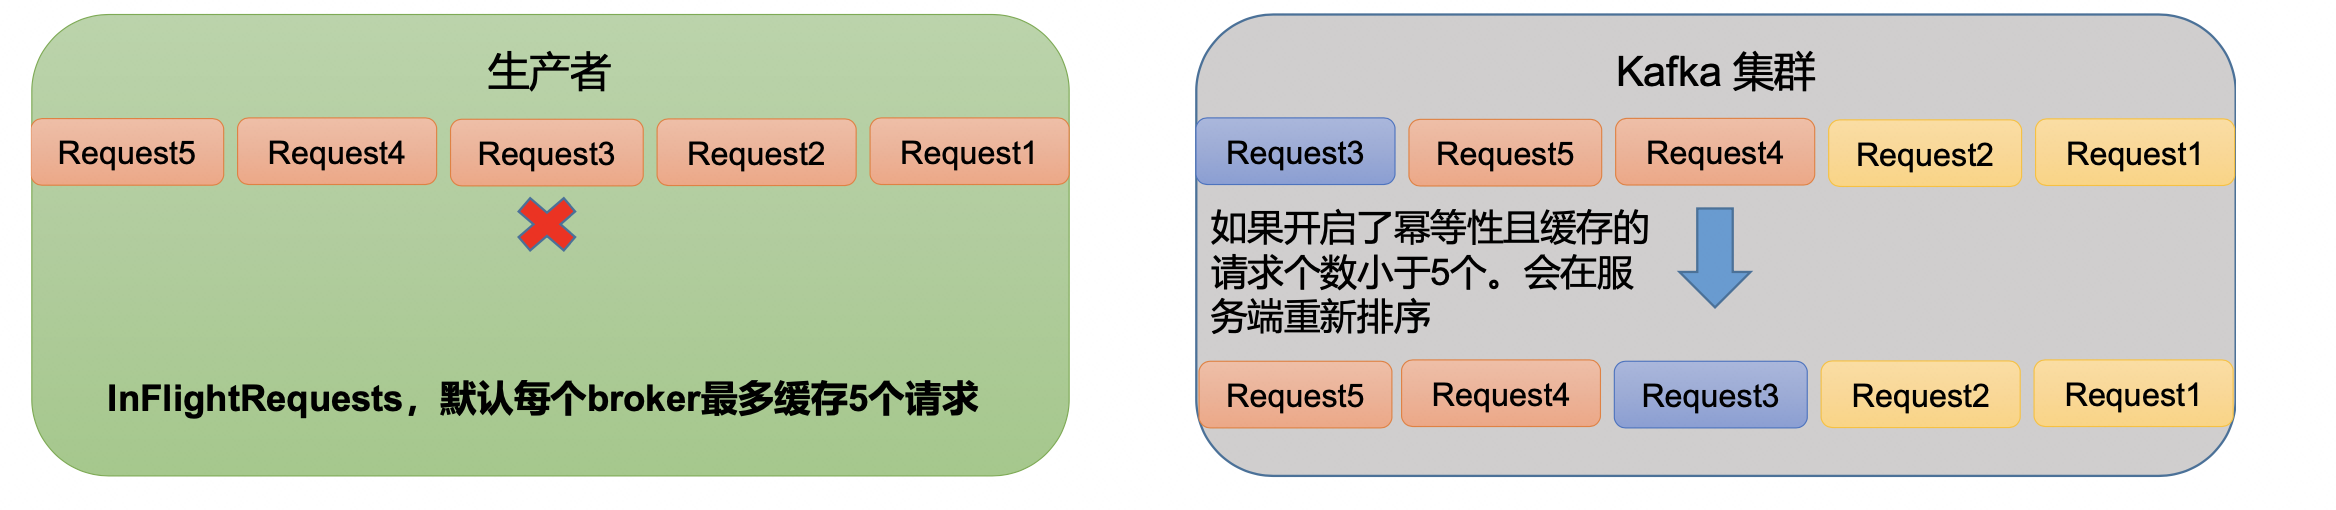 生产者
Request5
Request4
Request3
Request2
Request1
InFlightRequests，默认每个broker最多缓存5个请求
Kafka 集群
Request3
Request5
Request4
Request2
Request1
如果开启了幂等性且缓存的
请求个数小于5个。会在服
务端重新排序
Request5
Request4
Request3
Request2
Request1